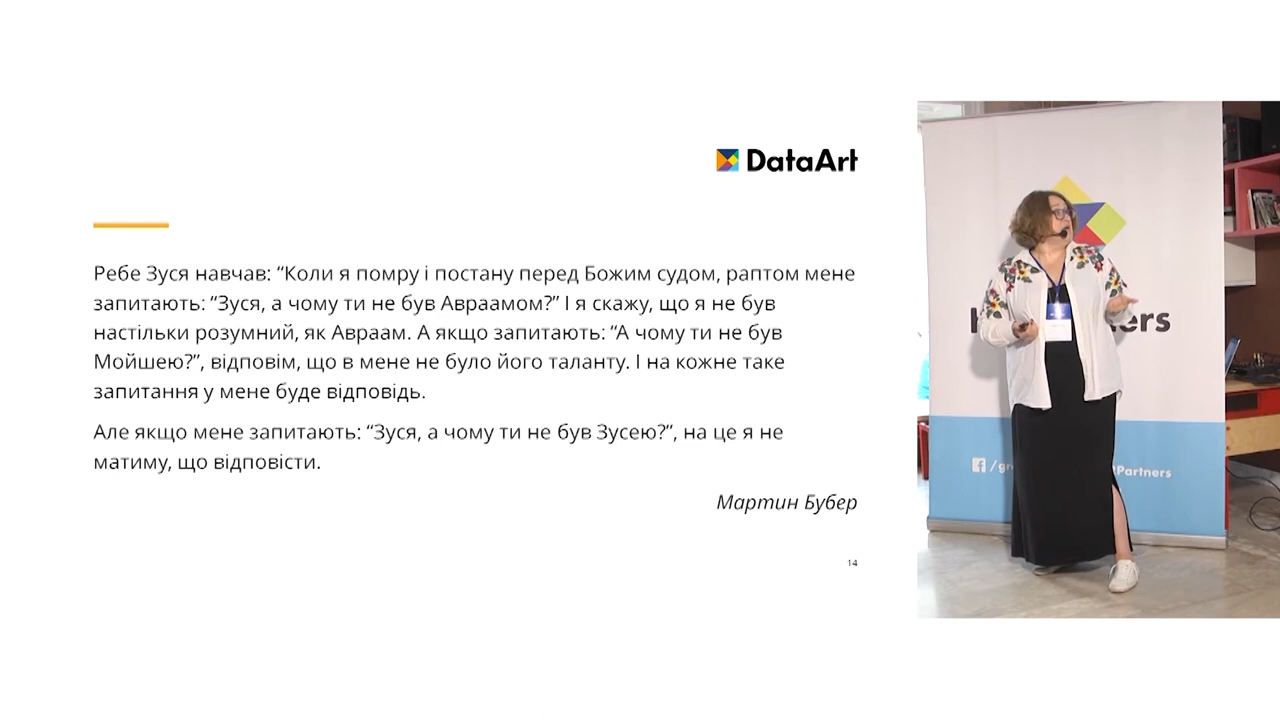 DataArt
Ребе Зуся навчав: “Коли я помру і постану перед Божим судом, раптом мене
запитають: “Зуся, а чому ти не був Авраамом?” І я скажу, що я не був
настільки розумний, як Авраам. А якщо запитають: “А чому ти не був
Мойшею?”, відповім, що в мене не було його таланту. І на кожне таке
запитання у мене буде відповідь.
Але якщо мене запитають: “Зуся, а чому ти не був Зусею?”, на це я не
матиму, що відповісти.
Мартин Бубер
14